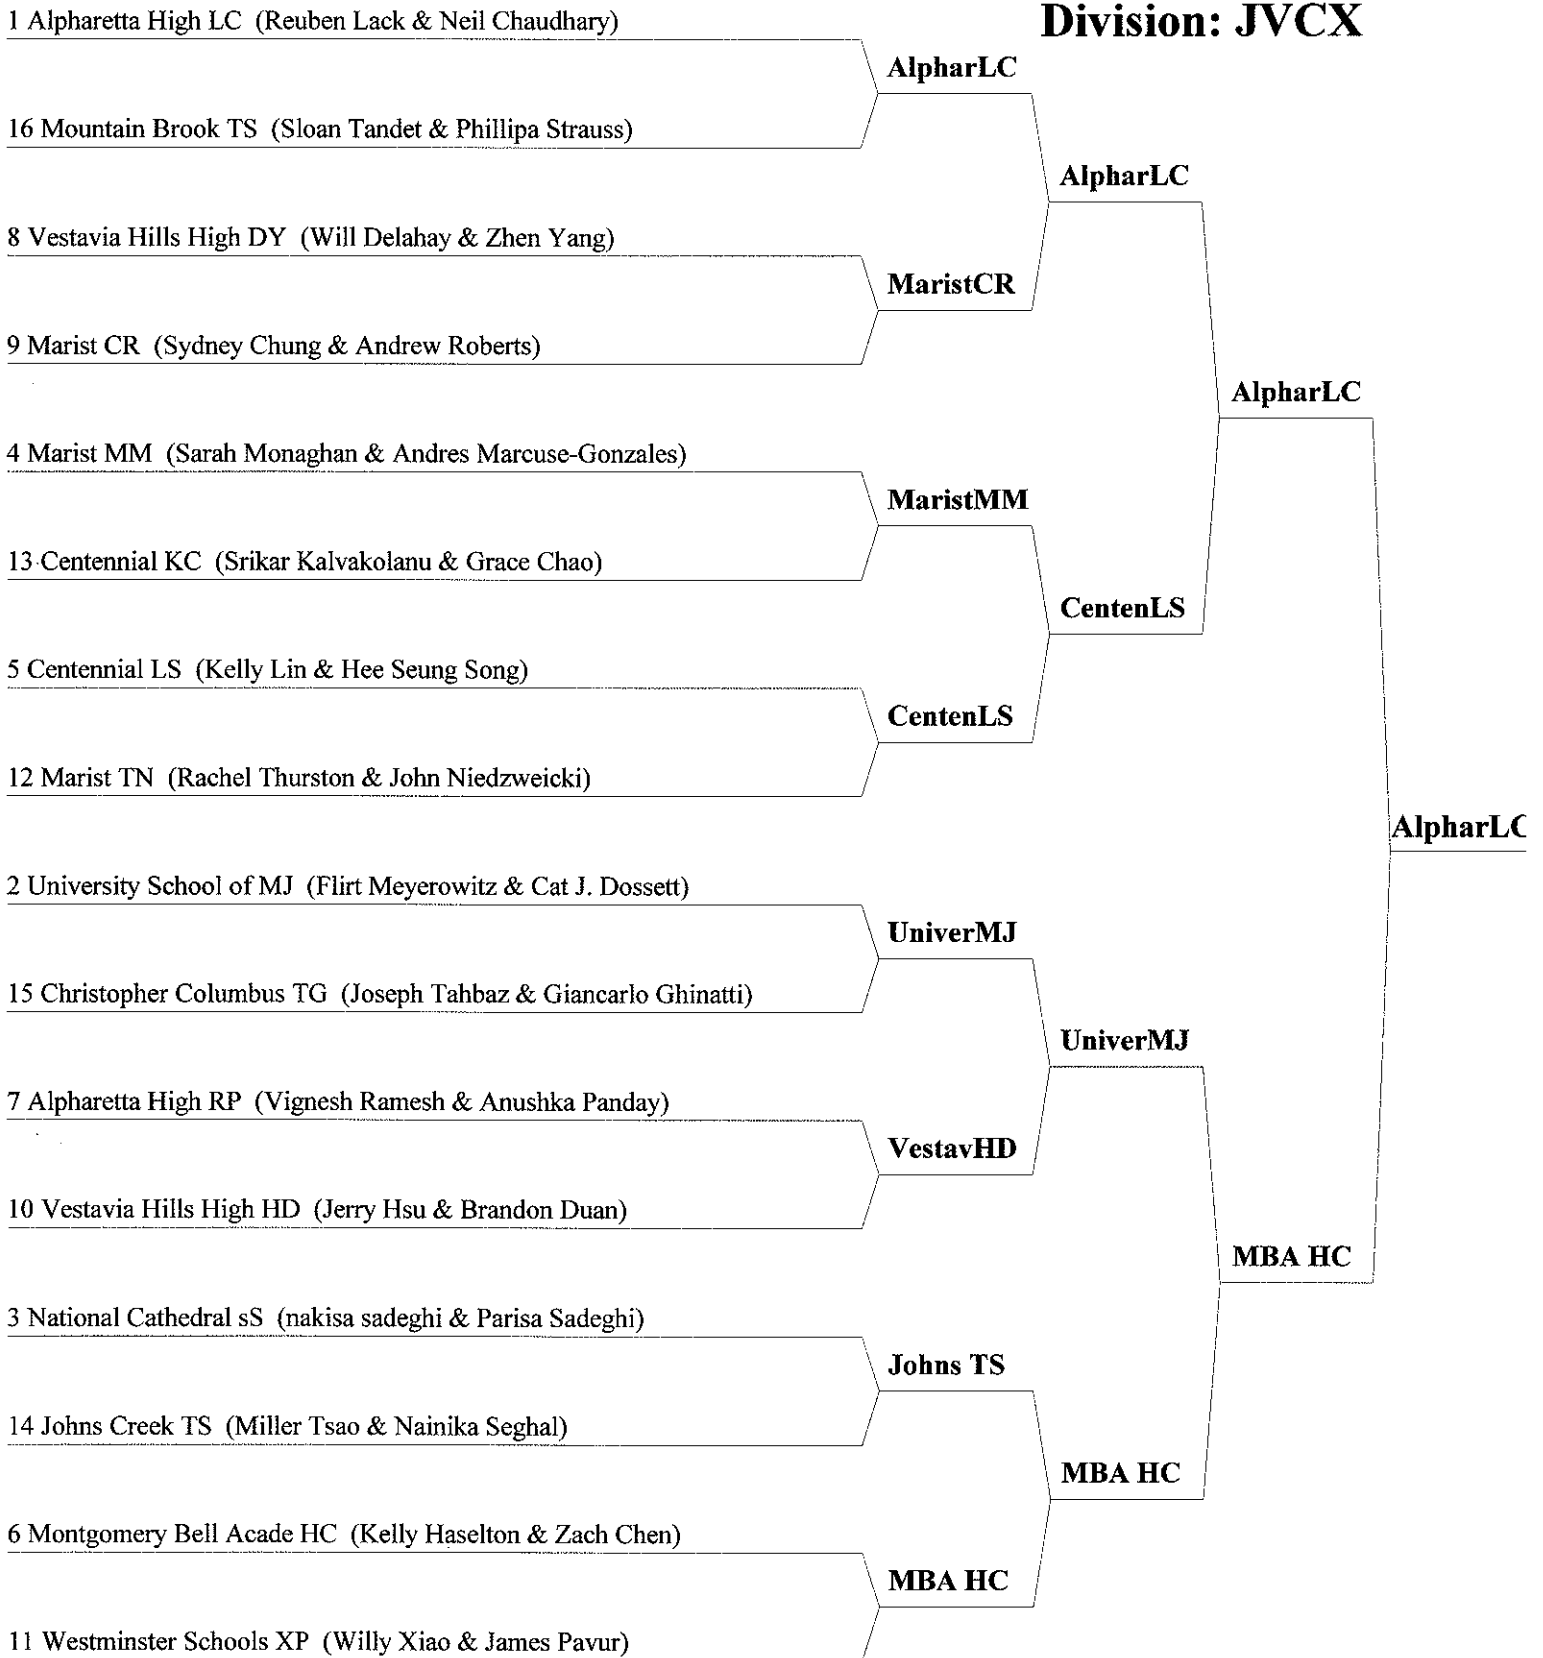 Division: JVCX
1 Alpharetta High LC (Reuben Lack & Neil Chaudhary)
AlpharLC
16 Mountain Brook TS (Sloan Tandet & Phillipa Strauss)
AlpharLC
8 Vestavia Hills High DY (Will Delahay & Zhen Yang)
MaristCR
9 Marist CR (Sydney Chung & Andrew Roberts)
AlpharLC
4 Marist MM (Sarah Monaghan & Andres Marcuse-Gonzales)
MaristMM
13 Centennial KC (Srikar Kalvakolanu & Grace Chao)
CentenLS
5 Centennial LS (Kelly Lin & Hee Seung Song)
CentenLS
12 Marist TN (Rachel Thurston & John Niedzweicki)
AlpharLC
2 University School of MJ (Flirt Meyerowitz & Cat J. Dossett)
UniverMJ
15 Christopher Columbus TG (Joseph Tahbaz & Giancarlo Ghinatti)
UniverMJ
7 Alpharetta High RP (Vignesh Ramesh & Anushka Panday)
VestavHD
10 Vestavia Hills High HD (Jerry Hsu & Brandon Duan)
MBA HC
3 National Cathedral sS (nakisa sadeghi & Parisa Sadeghi)
Johns TS
14 Johns Creek TS (Miller Tsao & Nainika Seghal)
MBA HC
6 Montgomery Bell Acade HC (Kelly Haselton & Zach Chen)
MBA HC
11 Westminster Schools XP (Willy Xiao & James Pavur)